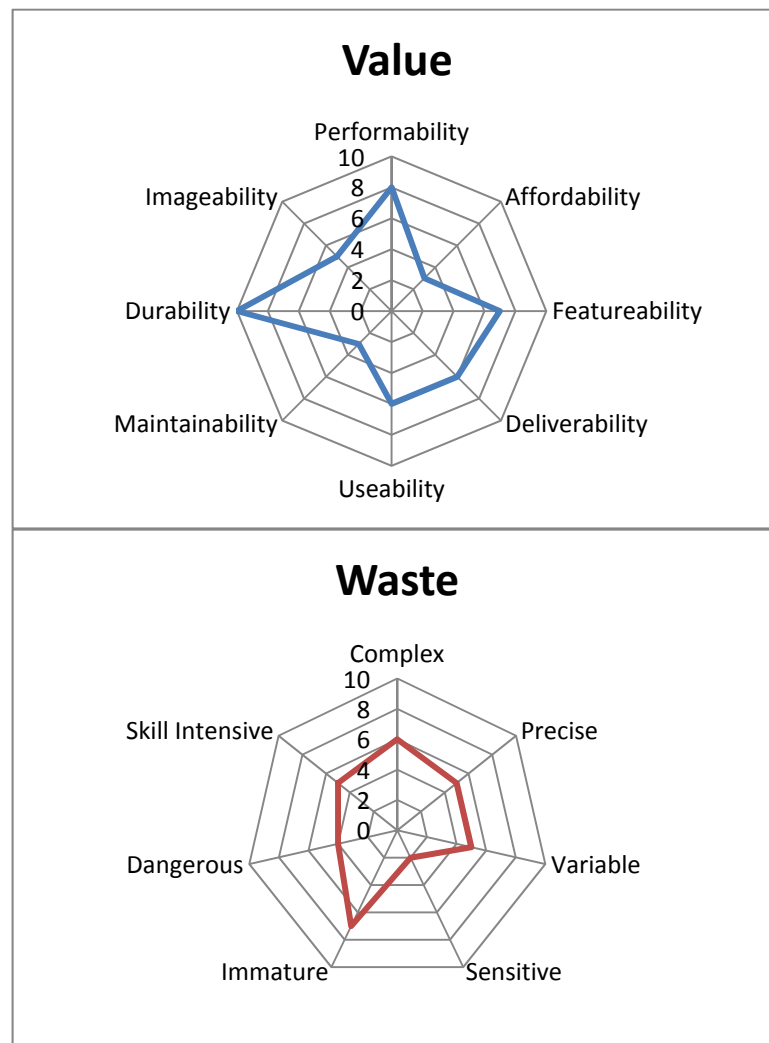 Value
Performability
10
Imageability
8
Affordability
6
4
2
Durability
0
Featureability
Maintainability
Deliverability
Useability
Waste
Complex
10
Skill Intensive
8
Precise
6
4
2
0
Dangerous
Variable
Immature
Sensitive